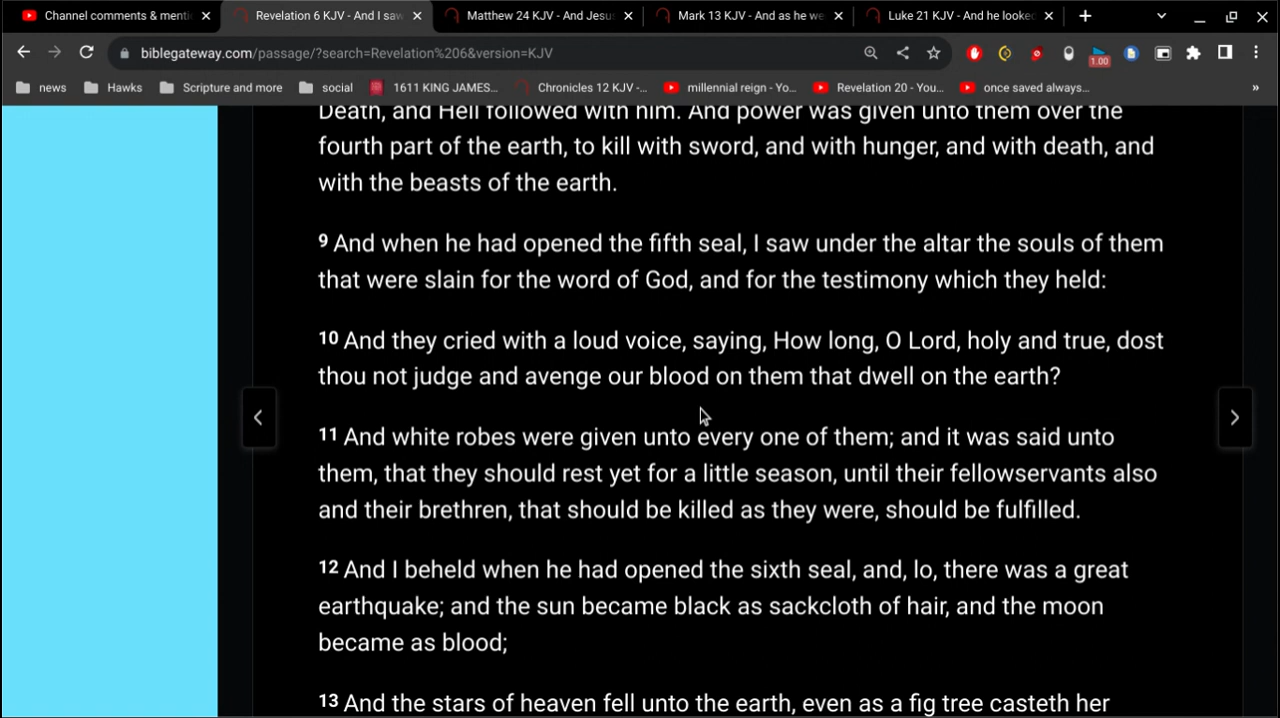 Channel comments & menti
Revelation 6 KJV - And I saw
Matthew 24 KJV - And Jesu
Mark 13 KJV - And as he we
Luke 21 KJV - And he looked
biblegateway.com/passage/?search=Revelation%206&version=KJV
1.00
news
Hawks
Scripture and more
social
1611 KING JAMES...
Chronicles 12 KJV -...
millennial reign - Yo...
Revelation 20 - You...
once saved always...
»
Death, and Hell followed with him. And power was given unto them over the
fourth part of the earth, to kill with sword, and with hunger, and with death, and
with the beasts of the earth.
9 And when he had opened the fifth seal, I saw under the altar the souls of them
that were slain for the word of God, and for the testimony which they held:
10 And they cried with a loud voice, saying, How long, O Lord, holy and true, dost
thou not judge and avenge our blood on them that dwell on the earth?
11 And white robes were given unto every one of them; and it was said unto
them, that they should rest yet for a little season, until their fellowservants also
and their brethren, that should be killed as they were, should be fulfilled.
12 And I beheld when he had opened the sixth seal, and, lo, there was a great
earthquake; and the sun became black as sackcloth of hair, and the moon
became as blood;
13 And the stars of heaven fell unto the earth, even as a fig tree casteth her